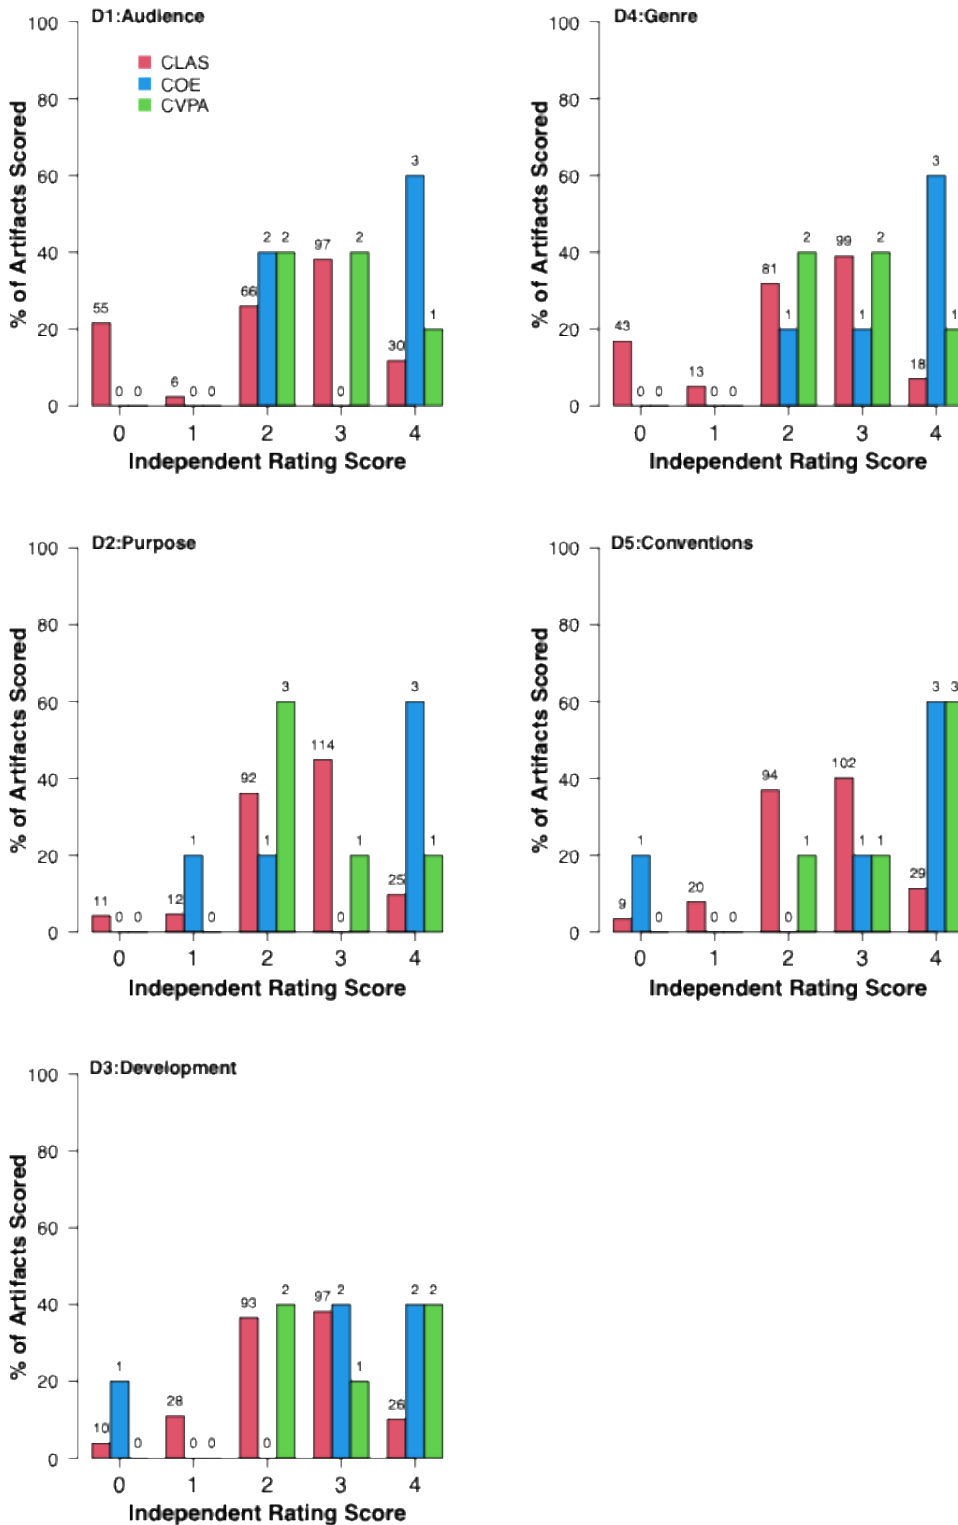 D1:Audience
CLAS
COE
CVPA
% of Artifacts Scored
100
80
60
40
20
0
55 0 0 6 0 0 66 2 2 97 0 2 30 3 1
0 1 2 3 4
Independent Rating Score
D4:Genre
% of Artifacts Scored
100
80
60
40
20
0
43 0 0 13 0 0 81 1 2 99 1 2 18 3 1
0 1 2 3 4
Independent Rating Score
D2:Purpose
% of Artifacts Scored
100
80
60
40
20
0
11 0 0 12 1 0 92 1 3 114 0 1 25 3 1
0 1 2 3 4
Independent Rating Score
D5:Conventions
% of Artifacts Scored
100
80
60
40
20
0
9 1 0 20 0 0 94 0 1 102 1 1 29 3 3
0 1 2 3 4
Independent Rating Score
D3:Development
% of Artifacts Scored
100
80
60
40
20
0
10 1 0 28 0 0 93 0 2 97 2 1 26 2 2
0 1 2 3 4
Independent Rating Score